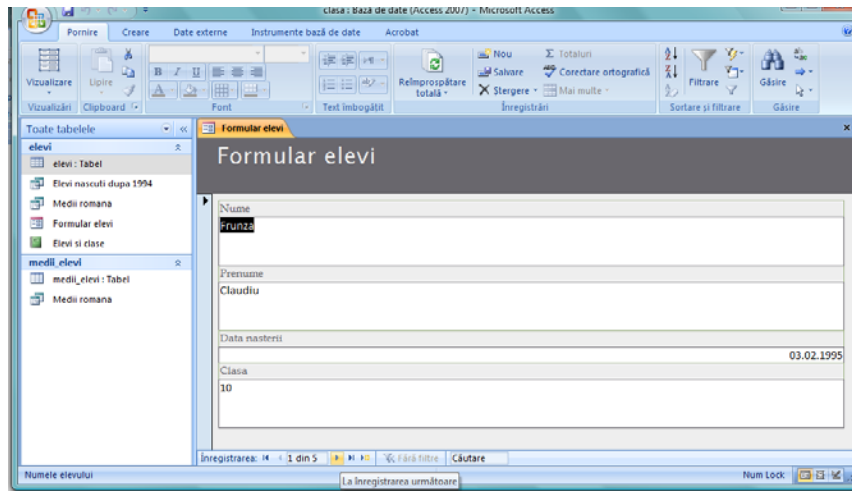 clasa : Bază de date (Access 2007) - Microsoft Access
Pornire Creare Date externe Instrumente bază de date Acrobat
Vizualizare
Vizualizări
Lipire
Clipboard
B I U
A
Font
Text îmbogățit
Reîmprospătare totală
Nou
Salvare
Ștergere
Totaluri
Corectare ortografică
Mai multe
Înregistrări
Filtrare
Sortare și filtrare
Găsire
Găsire
Toate tabelele
elevi
elevi : Tabel
Elevi nascuti dupa 1994
Medii romana
Formular elevi
Elevi si clase
medii_elevi
medii_elevi : Tabel
Medii romana
Formular elevi
Formular elevi
Nume
Frunza
Prenume
Claudiu
Data nasterii
03.02.1995
Clasa
10
Înregistrarea: 1 din 5 Fără filtre Căutare
La înregistrarea următoare
Numele elevului
Num Lock